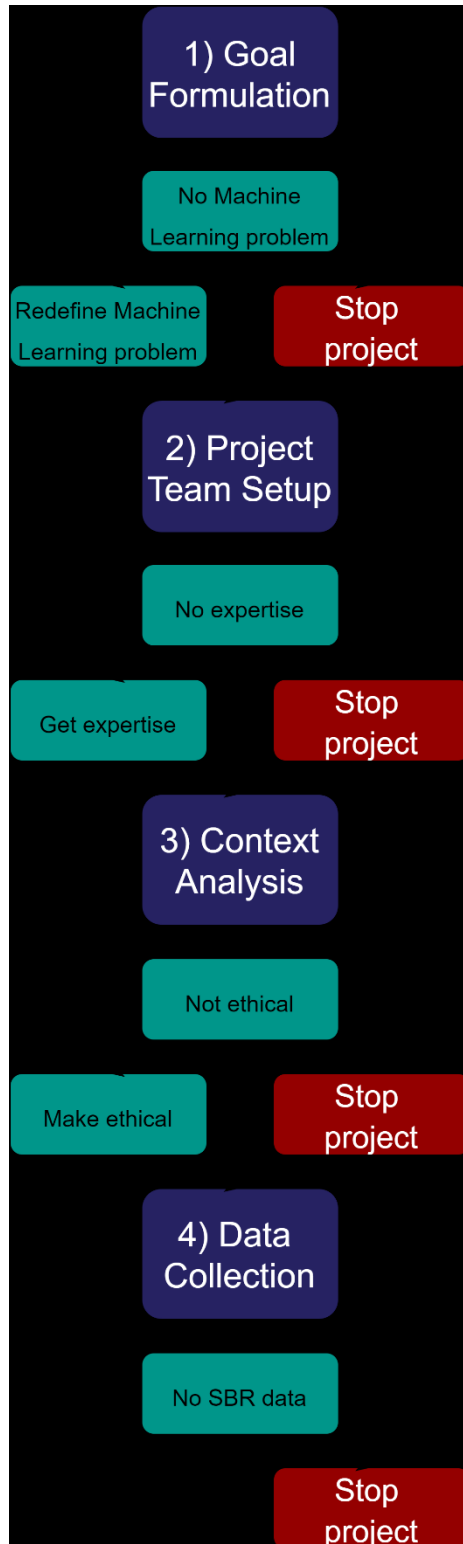 1) Goal
Formulation
No Machine
Learning problem
Redefine Machine
Learning problem
Stop
project
2) Project
Team Setup
No expertise
Get expertise
Stop
project
3) Context
Analysis
Not ethical
Make ethical
Stop
project
4) Data
Collection
No SBR data
Stop
project